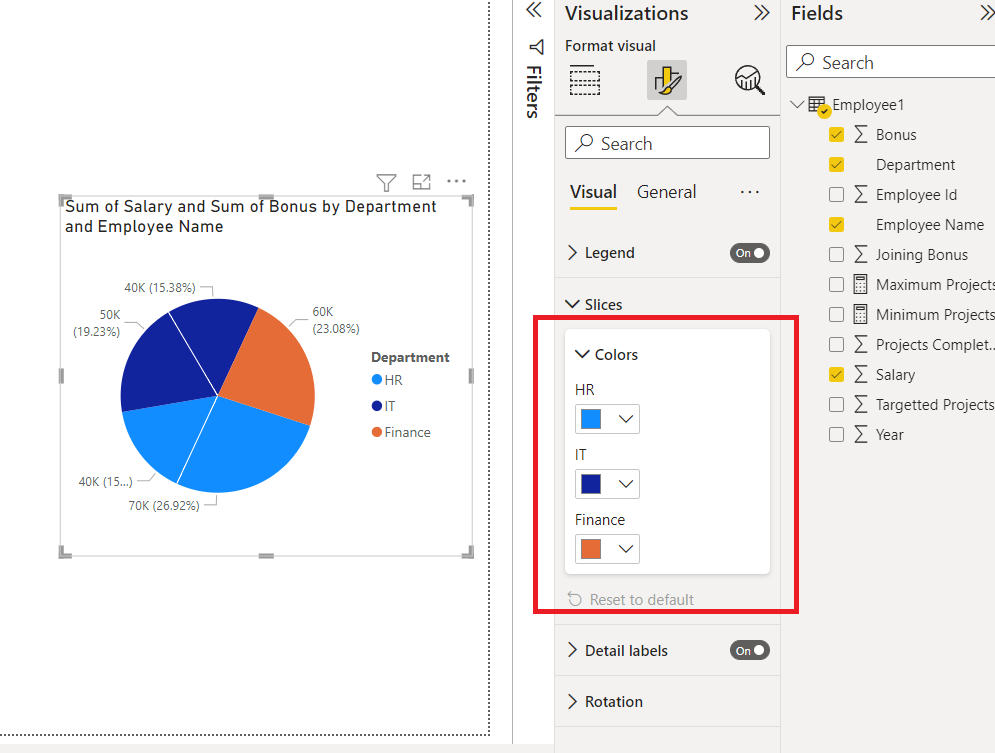 Sum of Salary and Sum of Bonus by Department
and Employee Name
40K (15.38%)
50K
(19.23%)
60K
(23.08%)
40K (15...)
70K (26.92%)
Department
HR
IT
Finance
Filters
Visualizations
Format visual
Search
Visual
General
Legend
On
Slices
Colors
HR
IT
Finance
Reset to default
Detail labels
On
Rotation
Fields
Search
Employee1
Bonus
Department
Employee Id
Employee Name
Joining Bonus
Maximum Projects
Minimum Projects
Projects Complet...
Salary
Targetted Projects
Year